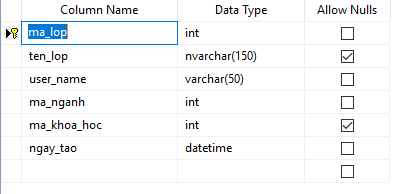 Column Name Data Type Allow Nulls
ma_lop int
ten_lop nvarchar(150)
user_name varchar(50)
ma_nganh int
ma_khoa_hoc int
ngay_tao datetime